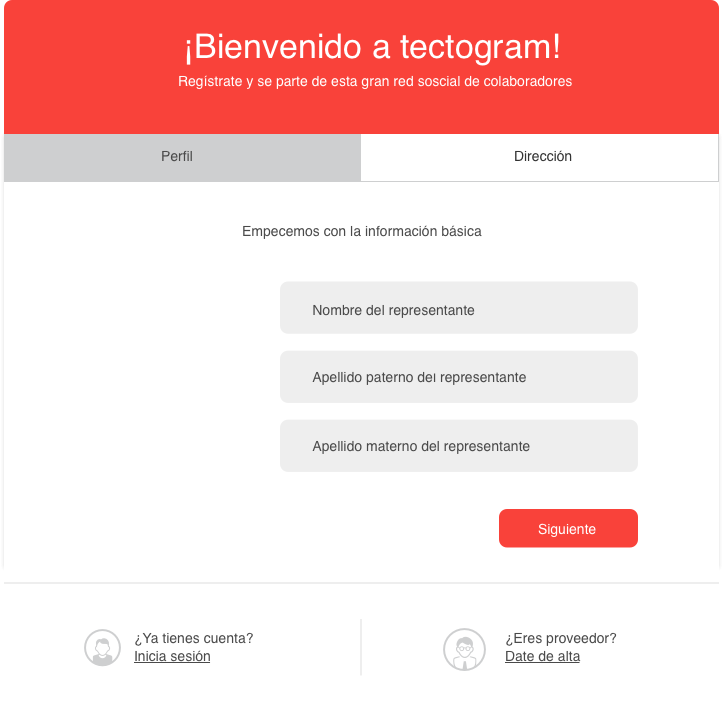 ¡Bienvenido a tectogram!
Regístrate y se parte de esta gran red soscial de colaboradores
Perfil
Dirección
Empecemos con la información básica
Nombre del representante
Apellido paterno del representante
Apellido materno del representante
Siguiente
¿Ya tienes cuenta?
Inicia sesión
¿Eres proveedor?
Date de alta